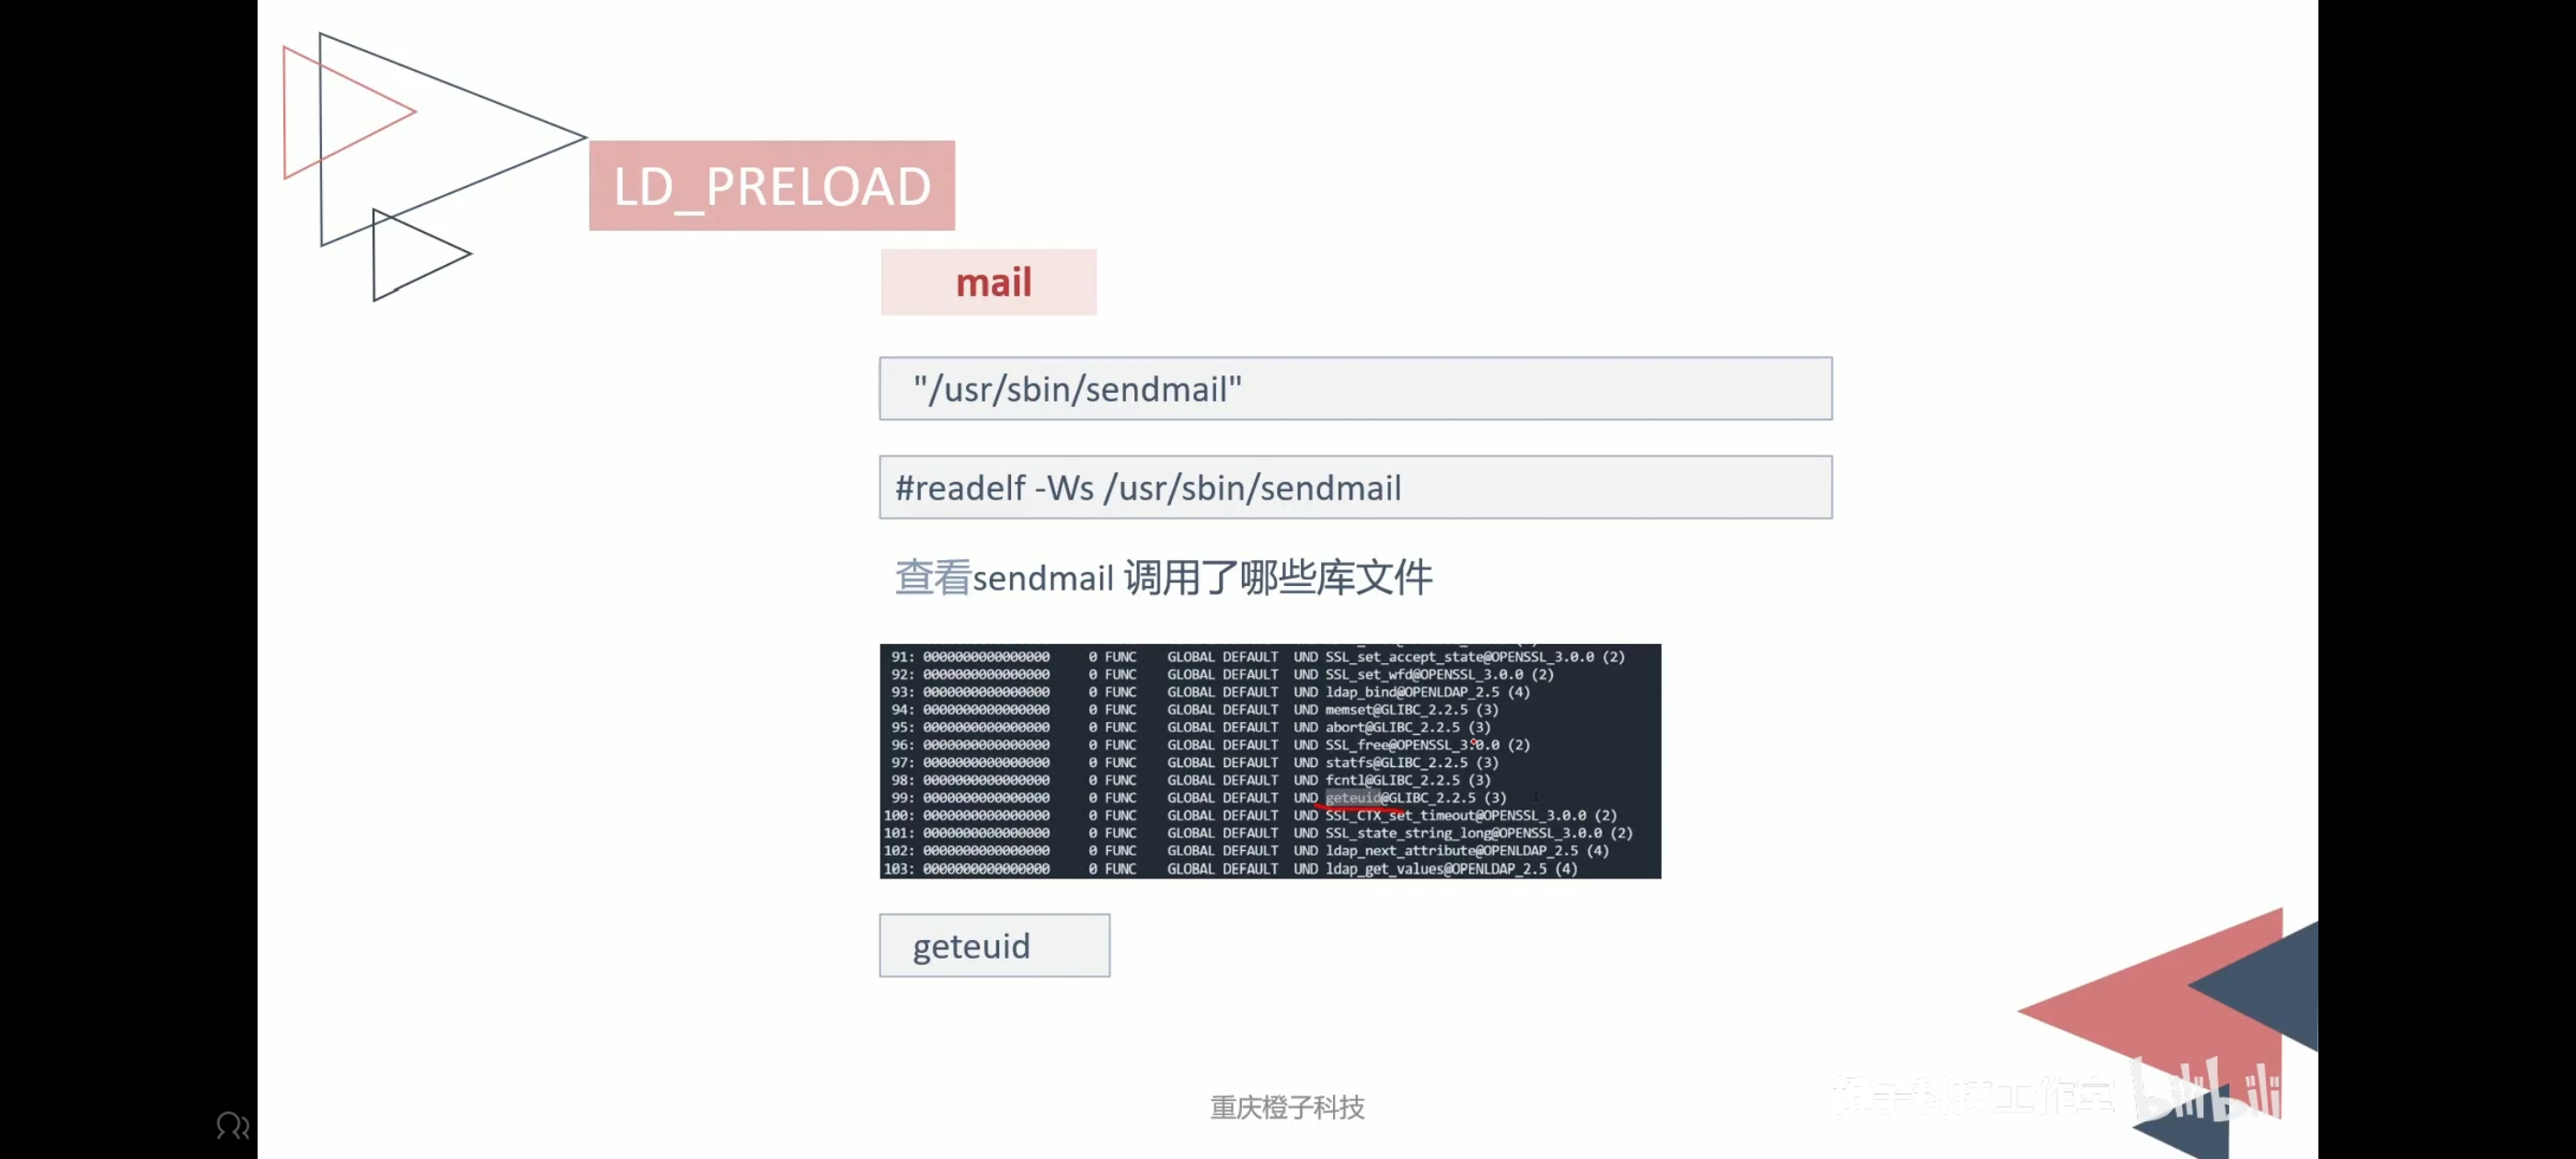 LD_PRELOAD
mail
"/usr/sbin/sendmail"
#readelf -Ws /usr/sbin/sendmail
查看sendmail 调用了哪些库文件
91: 0000000000000000 0 FUNC GLOBAL DEFAULT UND SSL_set_accept_state@OPENSSL_3.0.0 (2)
92: 0000000000000000 0 FUNC GLOBAL DEFAULT UND SSL_set_wfd@OPENSSL_3.0.0 (2)
93: 0000000000000000 0 FUNC GLOBAL DEFAULT UND ldap_bind@OPENLDAP_2.5 (4)
94: 0000000000000000 0 FUNC GLOBAL DEFAULT UND memset@GLIBC_2.2.5 (3)
95: 0000000000000000 0 FUNC GLOBAL DEFAULT UND abort@GLIBC_2.2.5 (3)
96: 0000000000000000 0 FUNC GLOBAL DEFAULT UND SSL_free@OPENSSL_3.0.0 (2)
97: 0000000000000000 0 FUNC GLOBAL DEFAULT UND statfs@GLIBC_2.2.5 (3)
98: 0000000000000000 0 FUNC GLOBAL DEFAULT UND fcntl@GLIBC_2.2.5 (3)
99: 0000000000000000 0 FUNC GLOBAL DEFAULT UND geteuid@GLIBC_2.2.5 (3)
100: 0000000000000000 0 FUNC GLOBAL DEFAULT UND SSL_CTX_set_timeout@OPENSSL_3.0.0 (2)
101: 0000000000000000 0 FUNC GLOBAL DEFAULT UND SSL_state_string_long@OPENSSL_3.0.0 (2)
102: 0000000000000000 0 FUNC GLOBAL DEFAULT UND ldap_next_attribute@OPENLDAP_2.5 (4)
103: 0000000000000000 0 FUNC GLOBAL DEFAULT UND ldap_get_values@OPENLDAP_2.5 (4)
geteuid
重庆橙子科技
橙子科技工作室 bilibili